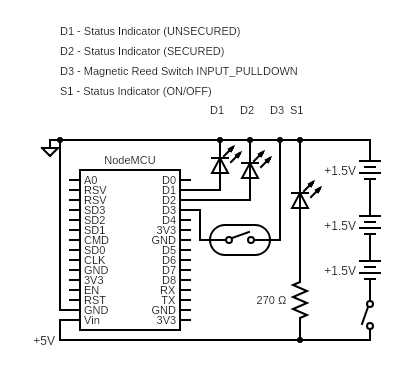 D1 - Status Indicator (UNSECURED)
D2 - Status Indicator (SECURED)
D3 - Magnetic Reed Switch INPUT_PULLDOWN
S1 - Status Indicator (ON/OFF)
D1 D2 D3 S1
NodeMCU
A0 D0
RSV D1
RSV D2
SD3 D3
SD2 D4
SD1 3V3
CMD GND
SD0 D5
CLK D6
GND D7
3V3 D8
EN RX
RST TX
GND GND
Vin 3V3
+1.5V
+1.5V
+1.5V
270 Ω
+5V